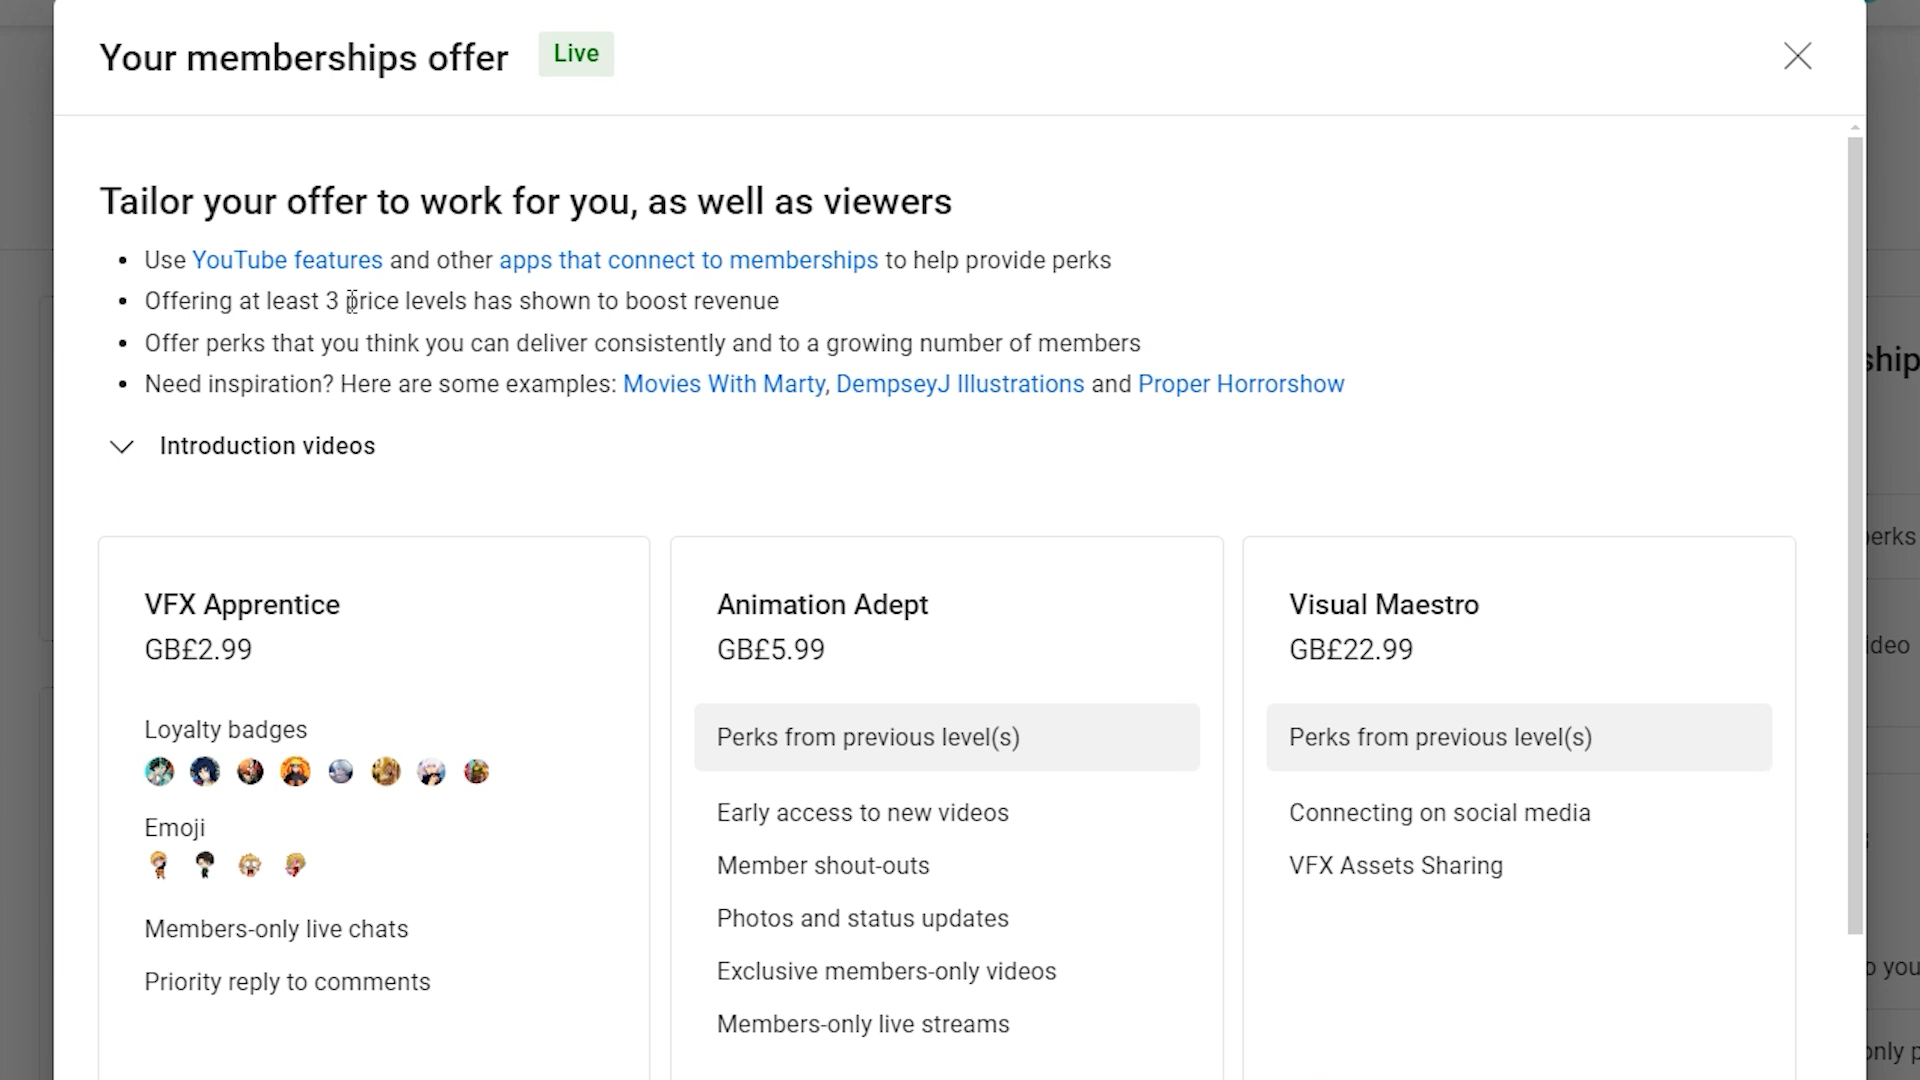 Your memberships offer
Live
Tailor your offer to work for you, as well as viewers
Use YouTube features and other apps that connect to memberships to help provide perks
Offering at least 3 price levels has shown to boost revenue
Offer perks that you think you can deliver consistently and to a growing number of members
Need inspiration? Here are some examples: Movies With Marty, DempseyJ Illustrations and Proper Horrorshow
Introduction videos
VFX Apprentice
GB£2.99
Loyalty badges
Emoji
Members-only live chats
Priority reply to comments
Animation Adept
GB£5.99
Perks from previous level(s)
Early access to new videos
Member shout-outs
Photos and status updates
Exclusive members-only videos
Members-only live streams
Visual Maestro
GB£22.99
Perks from previous level(s)
Connecting on social media
VFX Assets Sharing